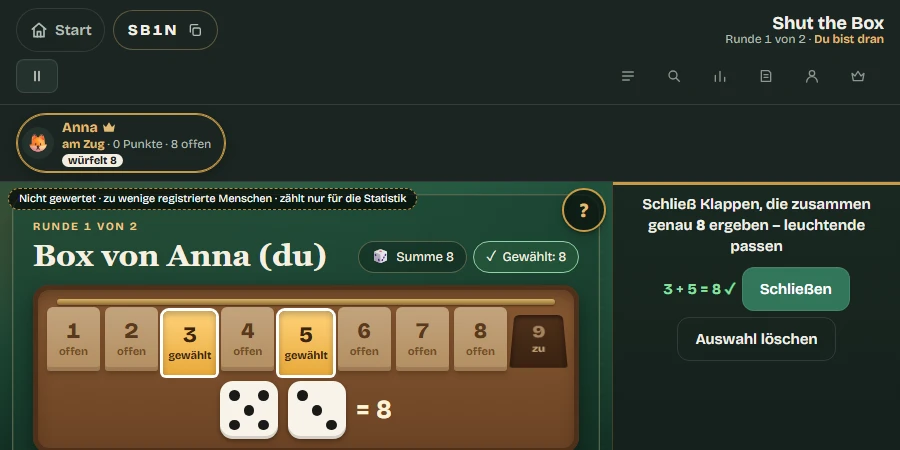 Start
SB1N
Shut the Box
Runde 1 von 2 · Du bist dran
Anna
am Zug · 0 Punkte · 8 offen
würfelt 8
Nicht gewertet · zu wenige registrierte Menschen · zählt nur für die Statistik
?
RUNDE 1 VON 2
Box von Anna (du)
Summe 8
✓ Gewählt: 8
1 2 3 4 5 6 7 8 9
offen offen gewählt offen gewählt offen offen offen zu
= 8
Schließ Klappen, die zusammen
genau 8 ergeben – leuchtende
passen
3 + 5 = 8 ✓
Schließen
Auswahl löschen